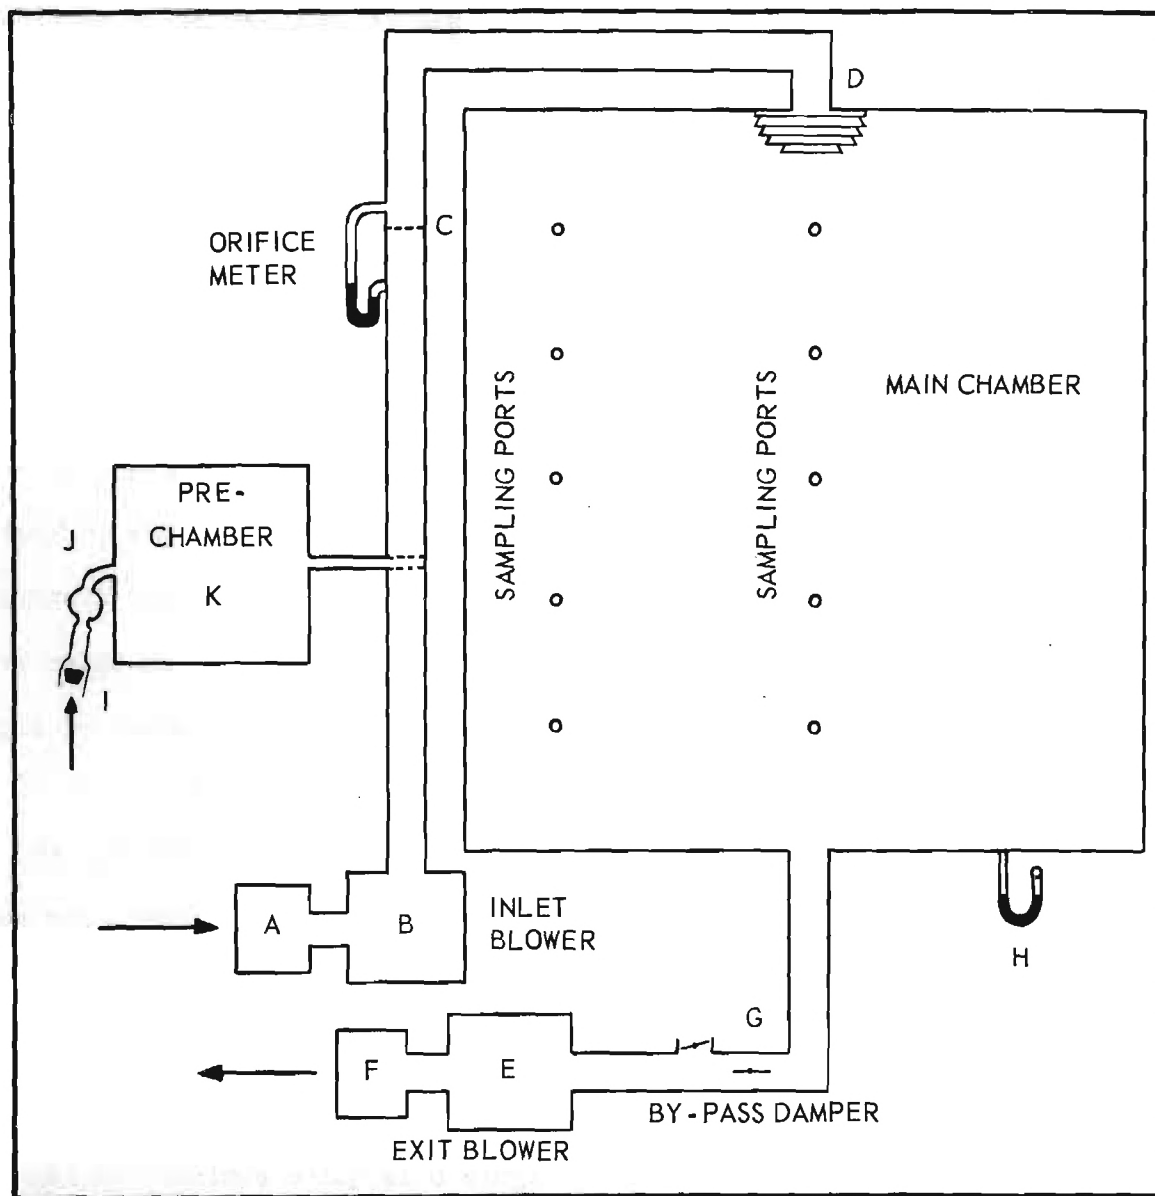 D
C
ORIFICE
METER
MAIN CHAMBER
SAMPLING PORTS
SAMPLING PORTS
PRE-
CHAMBER
K
J
I
A
B
INLET
BLOWER
H
G
F
E
BY-PASS DAMPER
EXIT BLOWER